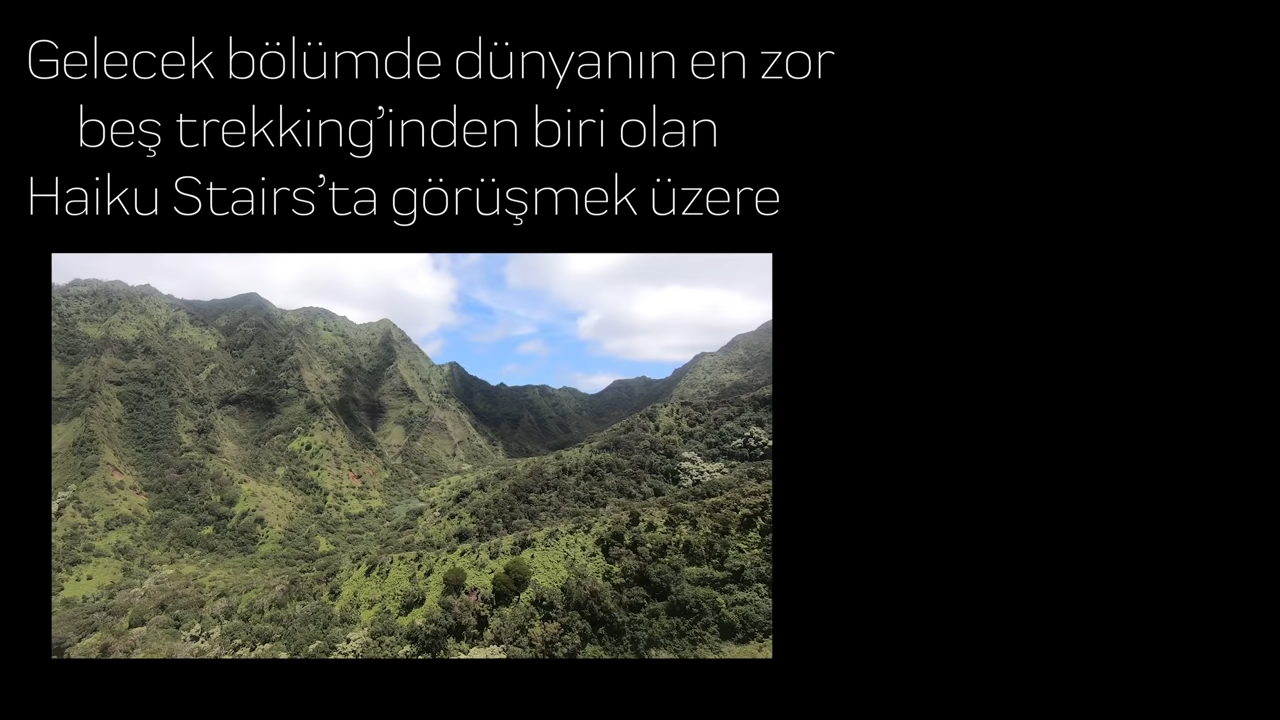 Gelecek bölümde dünyanın en zor
beş trekking’inden biri olan
Haiku Stairs’ta görüşmek üzere